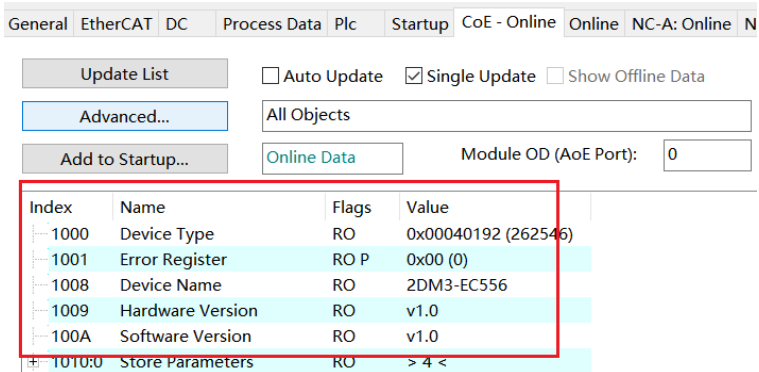 General EtherCAT DC Process Data Plc Startup CoE - Online Online NC-A: Online N
Update List Auto Update Single Update Show Offline Data
Advanced... All Objects
Add to Startup... Online Data Module OD (AoE Port): 0
Index Name Flags Value
1000 Device Type RO 0x00040192 (262546)
1001 Error Register RO P 0x00 (0)
1008 Device Name RO 2DM3-EC556
1009 Hardware Version RO v1.0
100A Software Version RO v1.0
1010:0 Store Parameters RO > 4 <